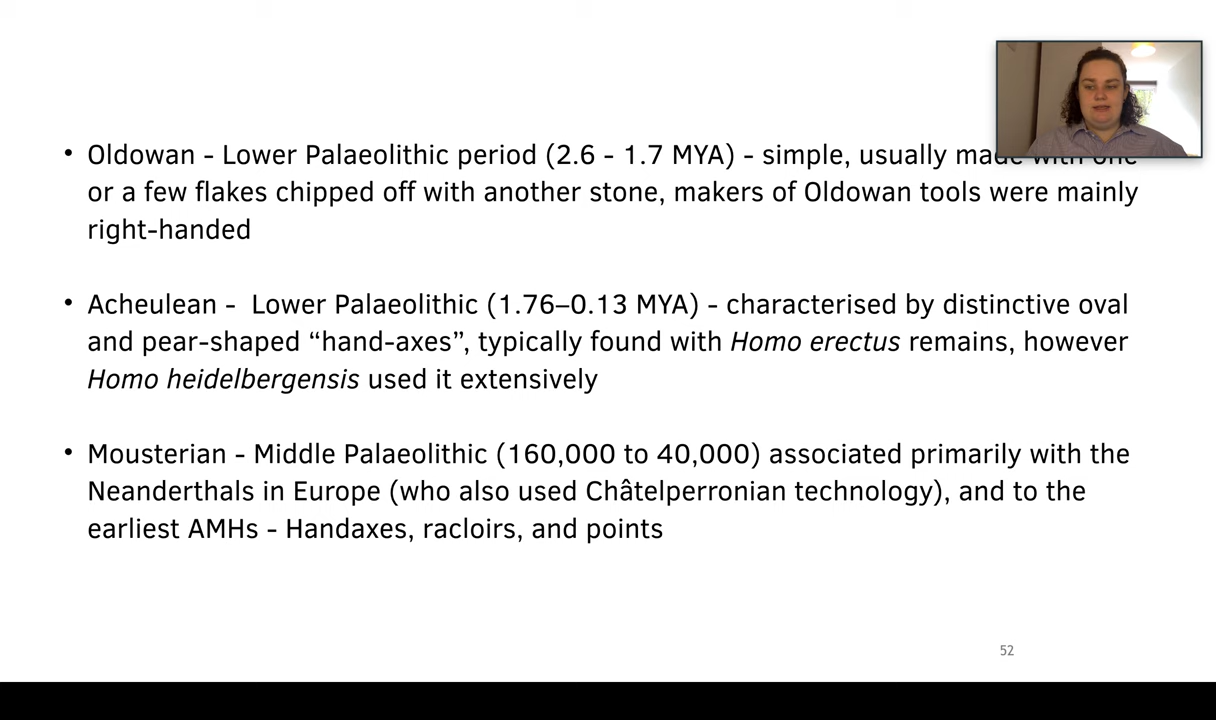 • Oldowan - Lower Palaeolithic period (2.6 - 1.7 MYA) - simple, usually made with one
or a few flakes chipped off with another stone, makers of Oldowan tools were mainly
right-handed
• Acheulean - Lower Palaeolithic (1.76–0.13 MYA) - characterised by distinctive oval
and pear-shaped “hand-axes”, typically found with Homo erectus remains, however
Homo heidelbergensis used it extensively
• Mousterian - Middle Palaeolithic (160,000 to 40,000) associated primarily with the
Neanderthals in Europe (who also used Châtelperronian technology), and to the
earliest AMHs - Handaxes, racloirs, and points
52